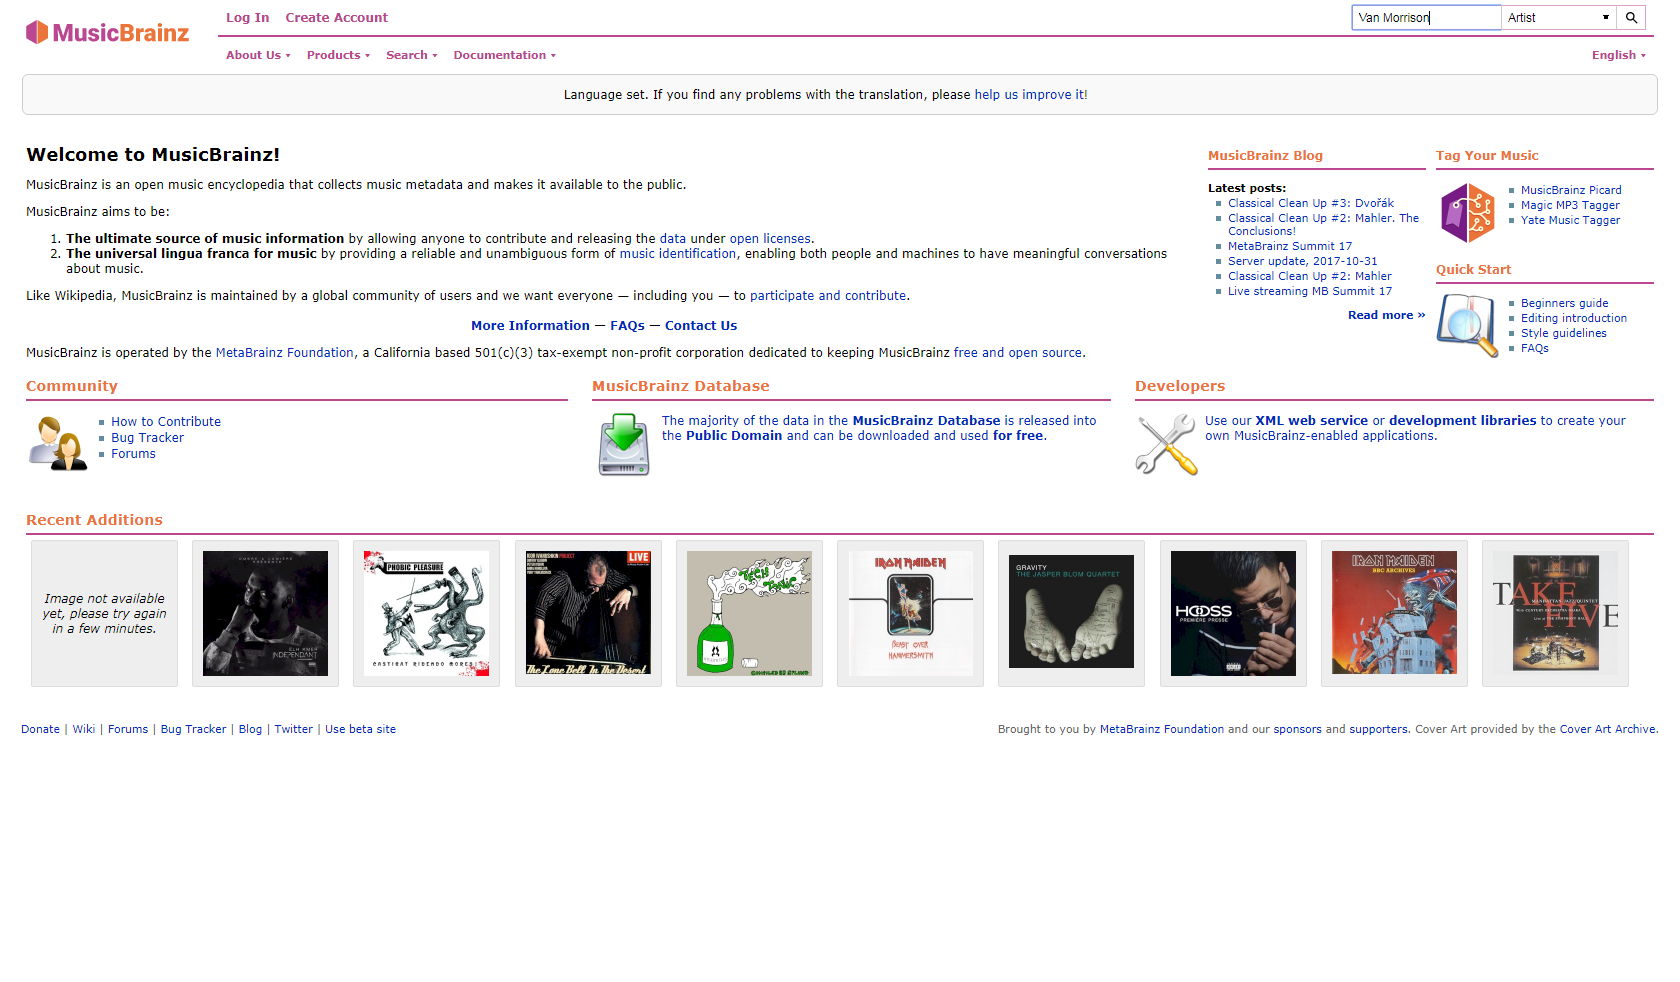 MusicBrainz
Log In Create Account
Van Morrison
Artist
About Us Products Search Documentation
English
Language set. If you find any problems with the translation, please help us improve it!
Welcome to MusicBrainz!
MusicBrainz is an open music encyclopedia that collects music metadata and makes it available to the public.
MusicBrainz aims to be:
1. The ultimate source of music information by allowing anyone to contribute and releasing the data under open licenses.
2. The universal lingua franca for music by providing a reliable and unambiguous form of music identification, enabling both people and machines to have meaningful conversations
about music.
Like Wikipedia, MusicBrainz is maintained by a global community of users and we want everyone — including you — to participate and contribute.
More Information — FAQs — Contact Us
MusicBrainz is operated by the MetaBrainz Foundation, a California based 501(c)(3) tax-exempt non-profit corporation dedicated to keeping MusicBrainz free and open source.
MusicBrainz Blog
Latest posts:
Classical Clean Up #3: Dvořák
Classical Clean Up #2: Mahler. The
Conclusions!
MetaBrainz Summit 17
Server update, 2017-10-31
Classical Clean Up #2: Mahler
Live streaming MB Summit 17
Read more »
Tag Your Music
MusicBrainz Picard
Magic MP3 Tagger
Yate Music Tagger
Quick Start
Beginners guide
Editing introduction
Style guidelines
FAQs
Community
How to Contribute
Bug Tracker
Forums
MusicBrainz Database
The majority of the data in the MusicBrainz Database is released into
the Public Domain and can be downloaded and used for free.
Developers
Use our XML web service or development libraries to create your
own MusicBrainz-enabled applications.
Recent Additions
Image not available
yet, please try again
in a few minutes.
INDEPENDANT
PHOBIC PLEASURE
CASTIGAT RIDENDO MORES
LIVE
The Lone Bell In The Desert
TECH
IRON MAIDEN
BEAST OVER
HAMMERSMITH
GRAVITY
THE JASPER BLOM QUARTET
HOOSS
PREMIÈRE PRESSE
IRON MAIDEN
BBC ARCHIVES
TAKE
MANHATTAN JAZZ QUINTET
FIVE
Donate | Wiki | Forums | Bug Tracker | Blog | Twitter | Use beta site
Brought to you by MetaBrainz Foundation and our sponsors and supporters. Cover Art provided by the Cover Art Archive.